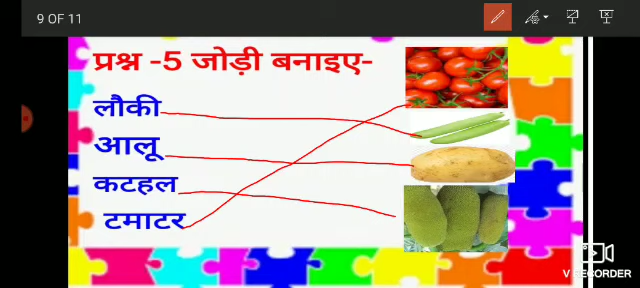 9 OF 11
प्रश्न -5 जोड़ी बनाइए-
लौकी
आलू
कटहल
टमाटर
V RECORDER